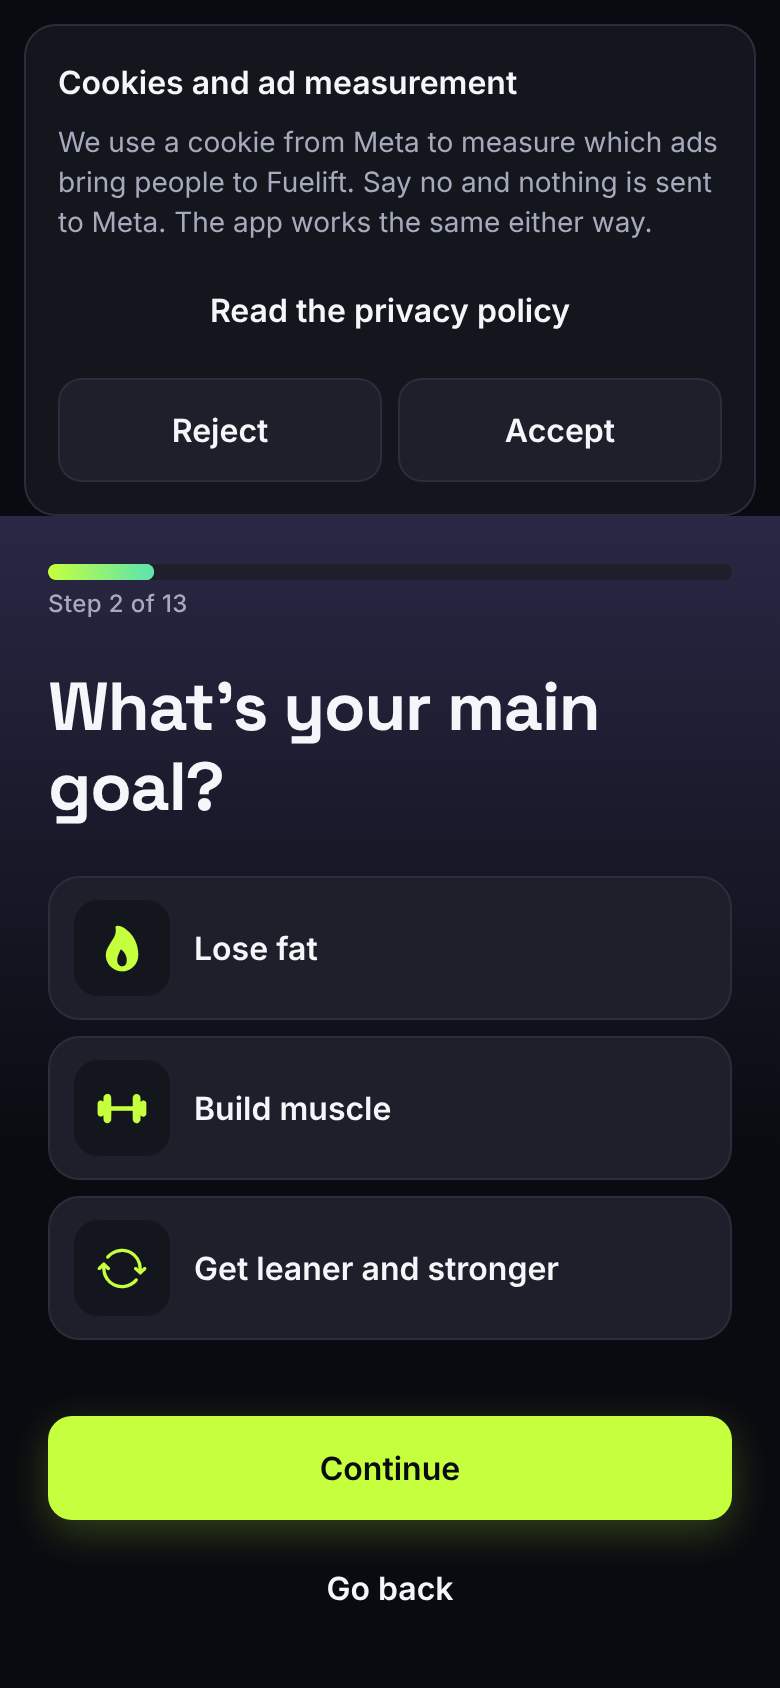 Cookies and ad measurement
We use a cookie from Meta to measure which ads
bring people to Fuelift. Say no and nothing is sent
to Meta. The app works the same either way.
Read the privacy policy
Reject
Accept
Step 2 of 13
What’s your main
goal?
Lose fat
Build muscle
Get leaner and stronger
Continue
Go back